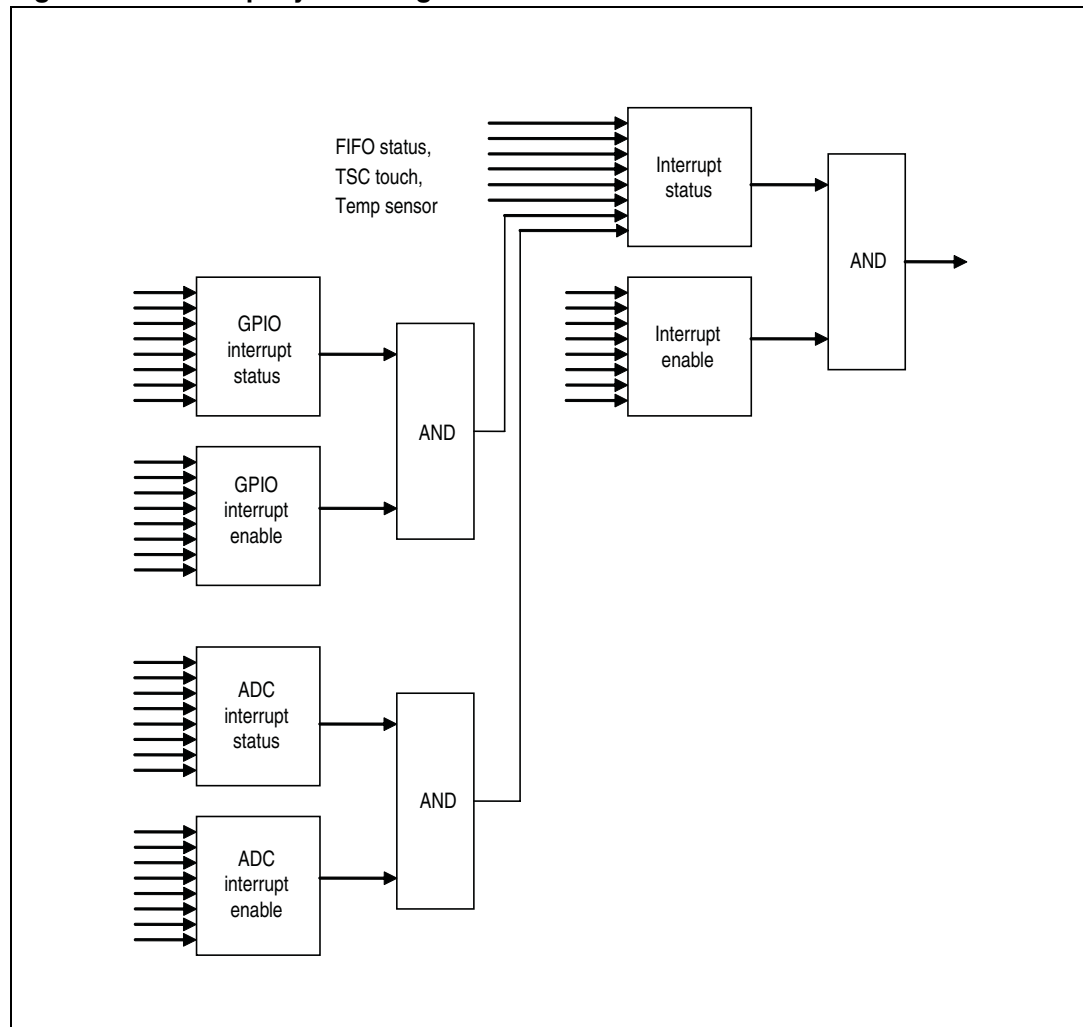 FIFO status,
TSC touch,
Temp sensor
Interrupt
status
AND
Interrupt
enable
GPIO
interrupt
status
AND
GPIO
interrupt
enable
ADC
interrupt
status
AND
ADC
interrupt
enable